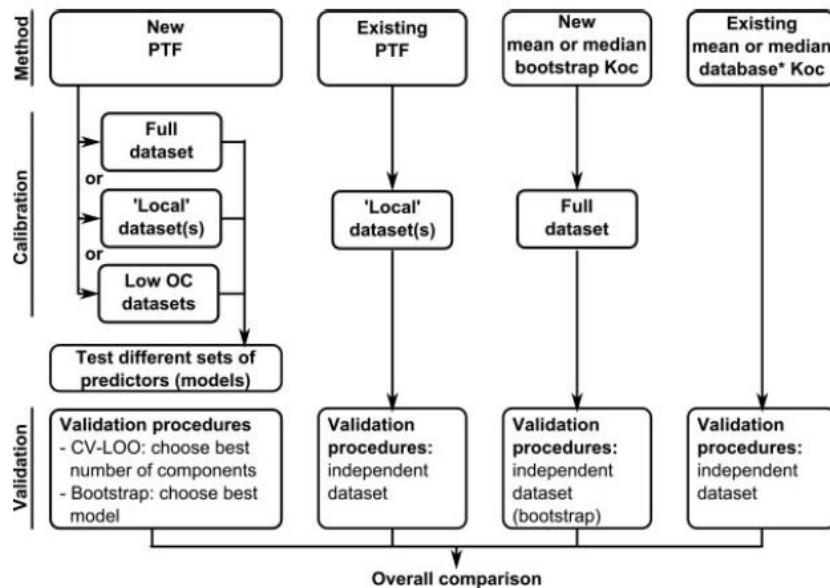 Method
New
PTF
Existing
PTF
New
mean or median
bootstrap Koc
Existing
mean or median
database* Koc
Calibration
Full
dataset
or
'Local'
dataset(s)
or
Low OC
datasets
'Local'
dataset(s)
Full
dataset
Test different sets of
predictors (models)
Validation
Validation procedures
- CV-LOO: choose best
number of components
- Bootstrap: choose best
model
Validation
procedures:
independent
dataset
Validation
procedures:
independent
dataset
(bootstrap)
Validation
procedures:
independent
dataset
Overall comparison